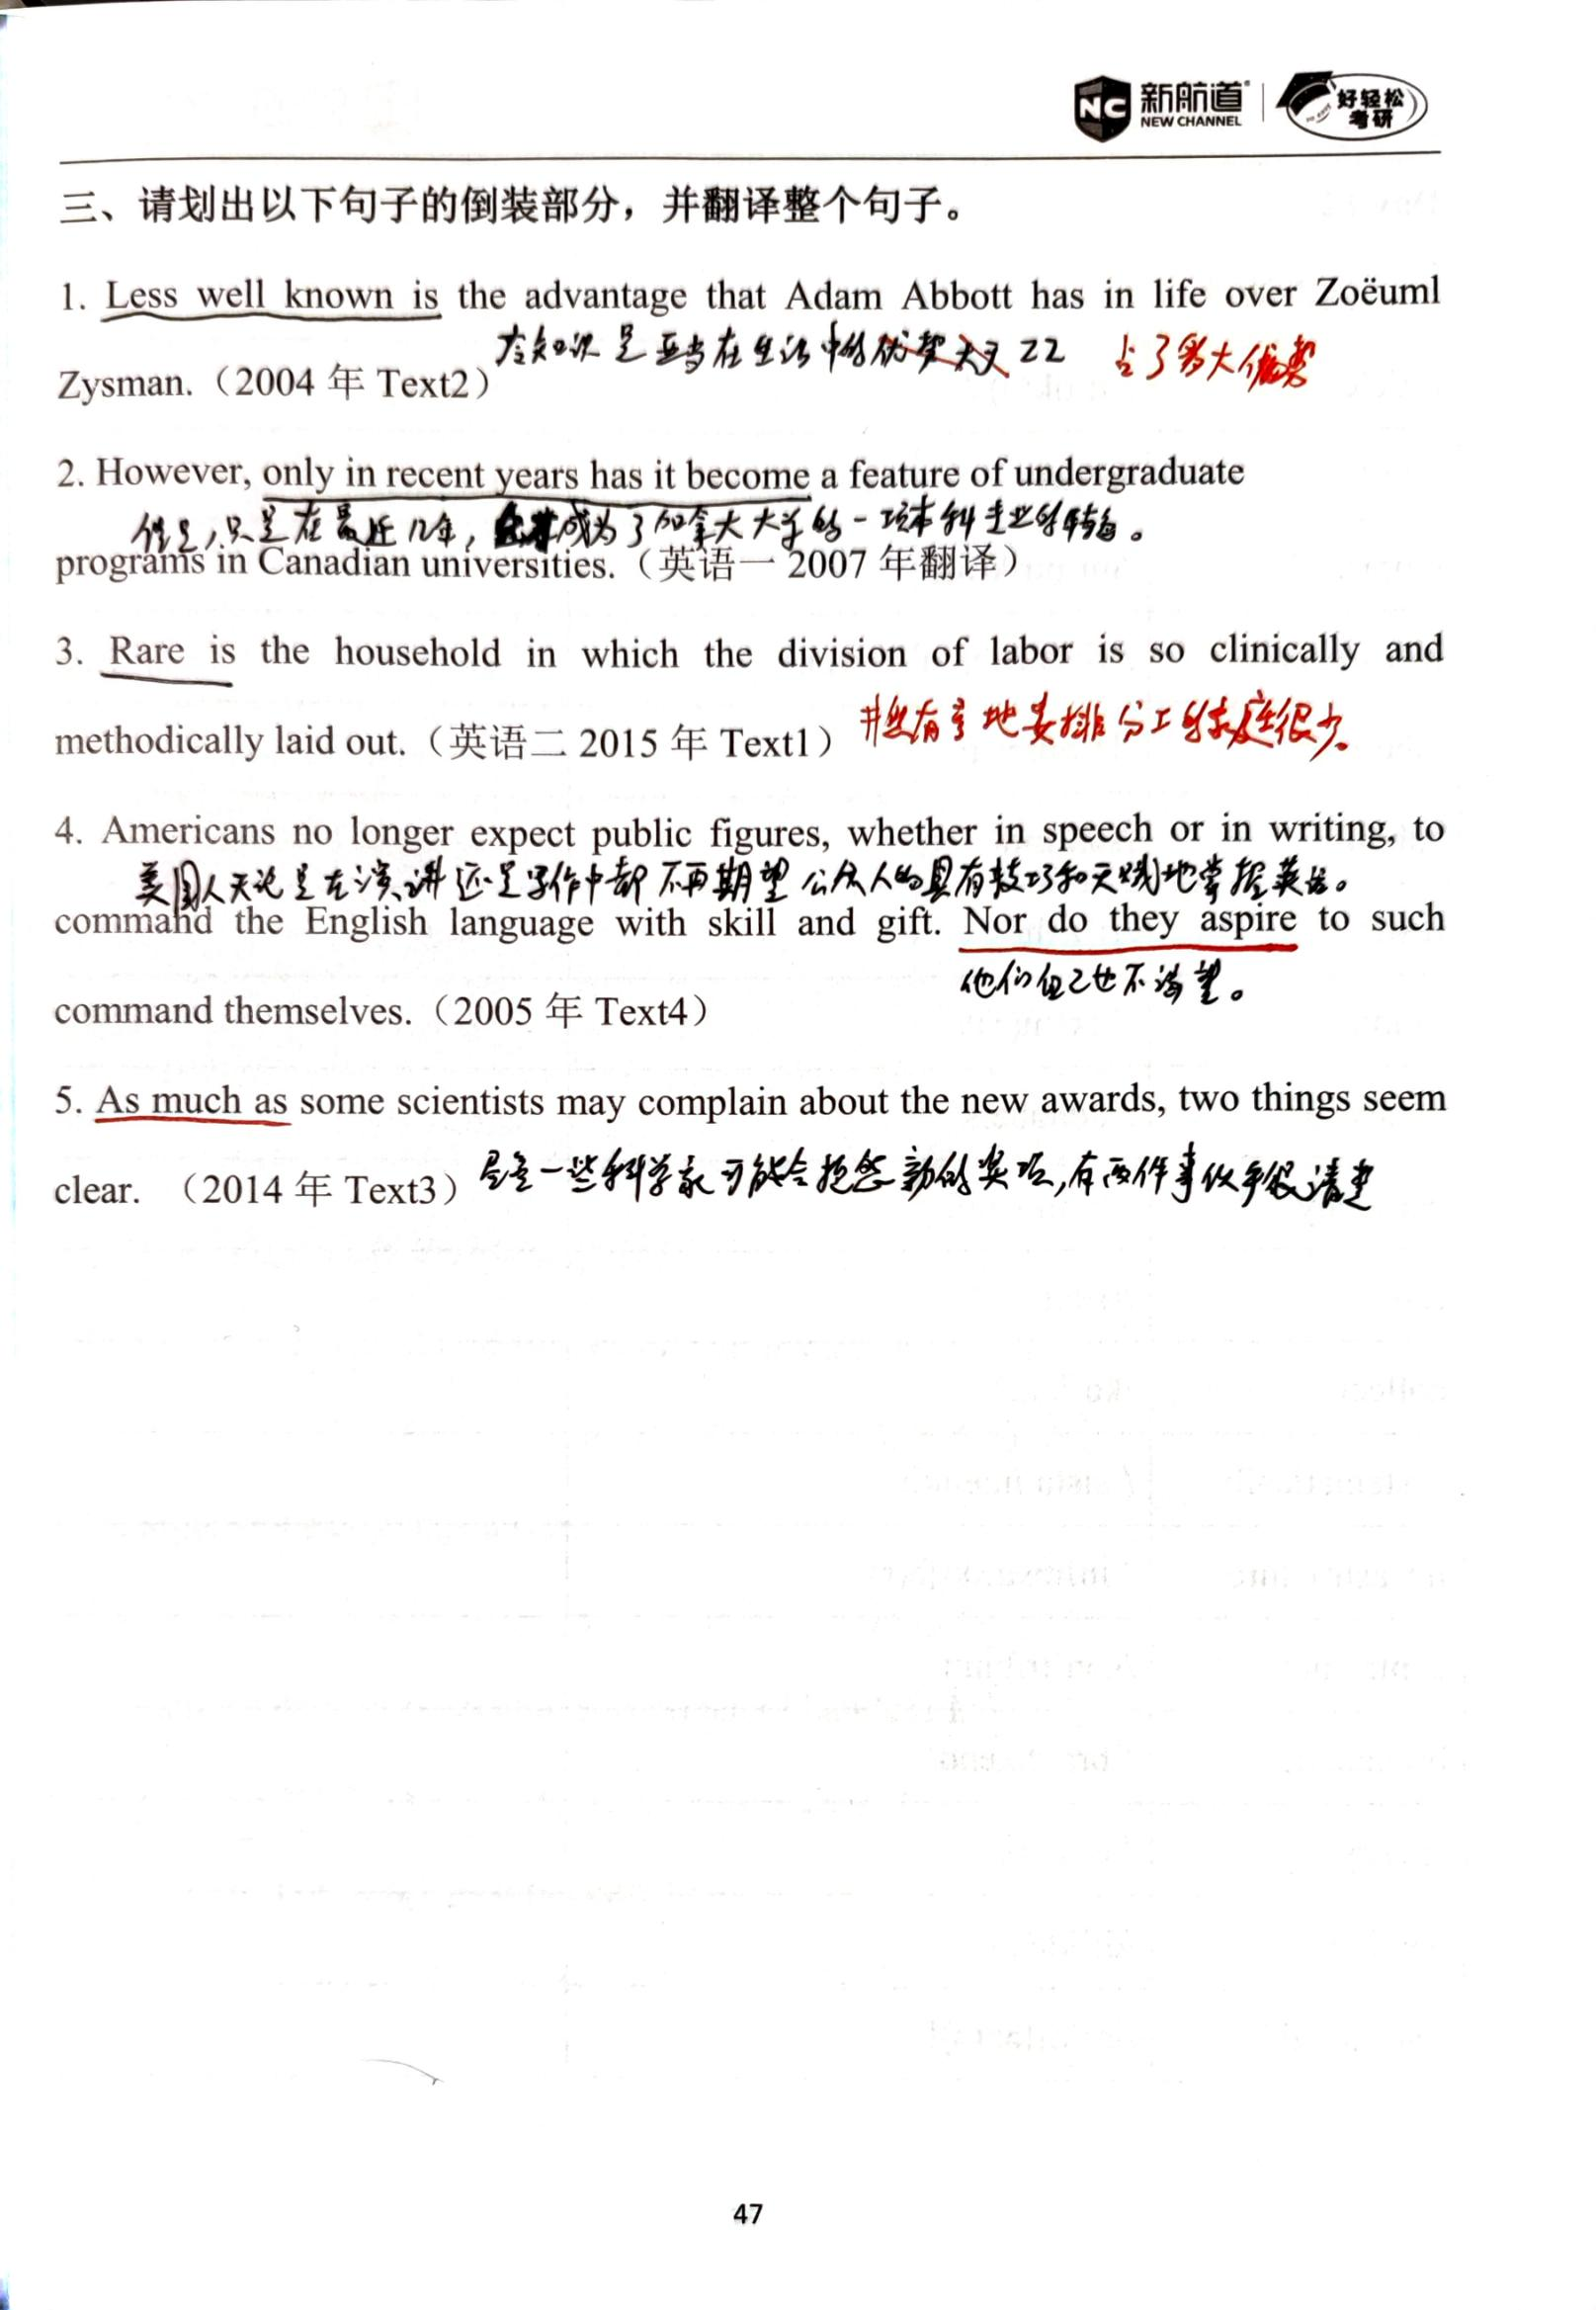 NC 新航道 NEW CHANNEL 好轻松考研
三、请划出以下句子的倒装部分，并翻译整个句子。
1. Less well known is the advantage that Adam Abbott has in life over Zoëuml
冷知识是亚当在生活中的优势大于ZZ 占了多大优势
Zysman.（2004 年 Text2）
2. However, only in recent years has it become a feature of undergraduate
但是，只是在最近几年，成为了加拿大大学的一项本科专业的特色。
programs in Canadian universities.（英语一 2007 年翻译）
3. Rare is the household in which the division of labor is so clinically and
methodically laid out.（英语二 2015 年 Text1）
井然有序地安排分工的家庭很少。
4. Americans no longer expect public figures, whether in speech or in writing, to
美国人无论是在演讲还是写作中都不再期望公众人物具有技巧和天赋地掌握英语。
command the English language with skill and gift. Nor do they aspire to such
他们自己也不渴望。
command themselves.（2005 年 Text4）
5. As much as some scientists may complain about the new awards, two things seem
clear. （2014 年 Text3）
尽管一些科学家可能会抱怨新的奖项,有两件事似乎很清楚
47